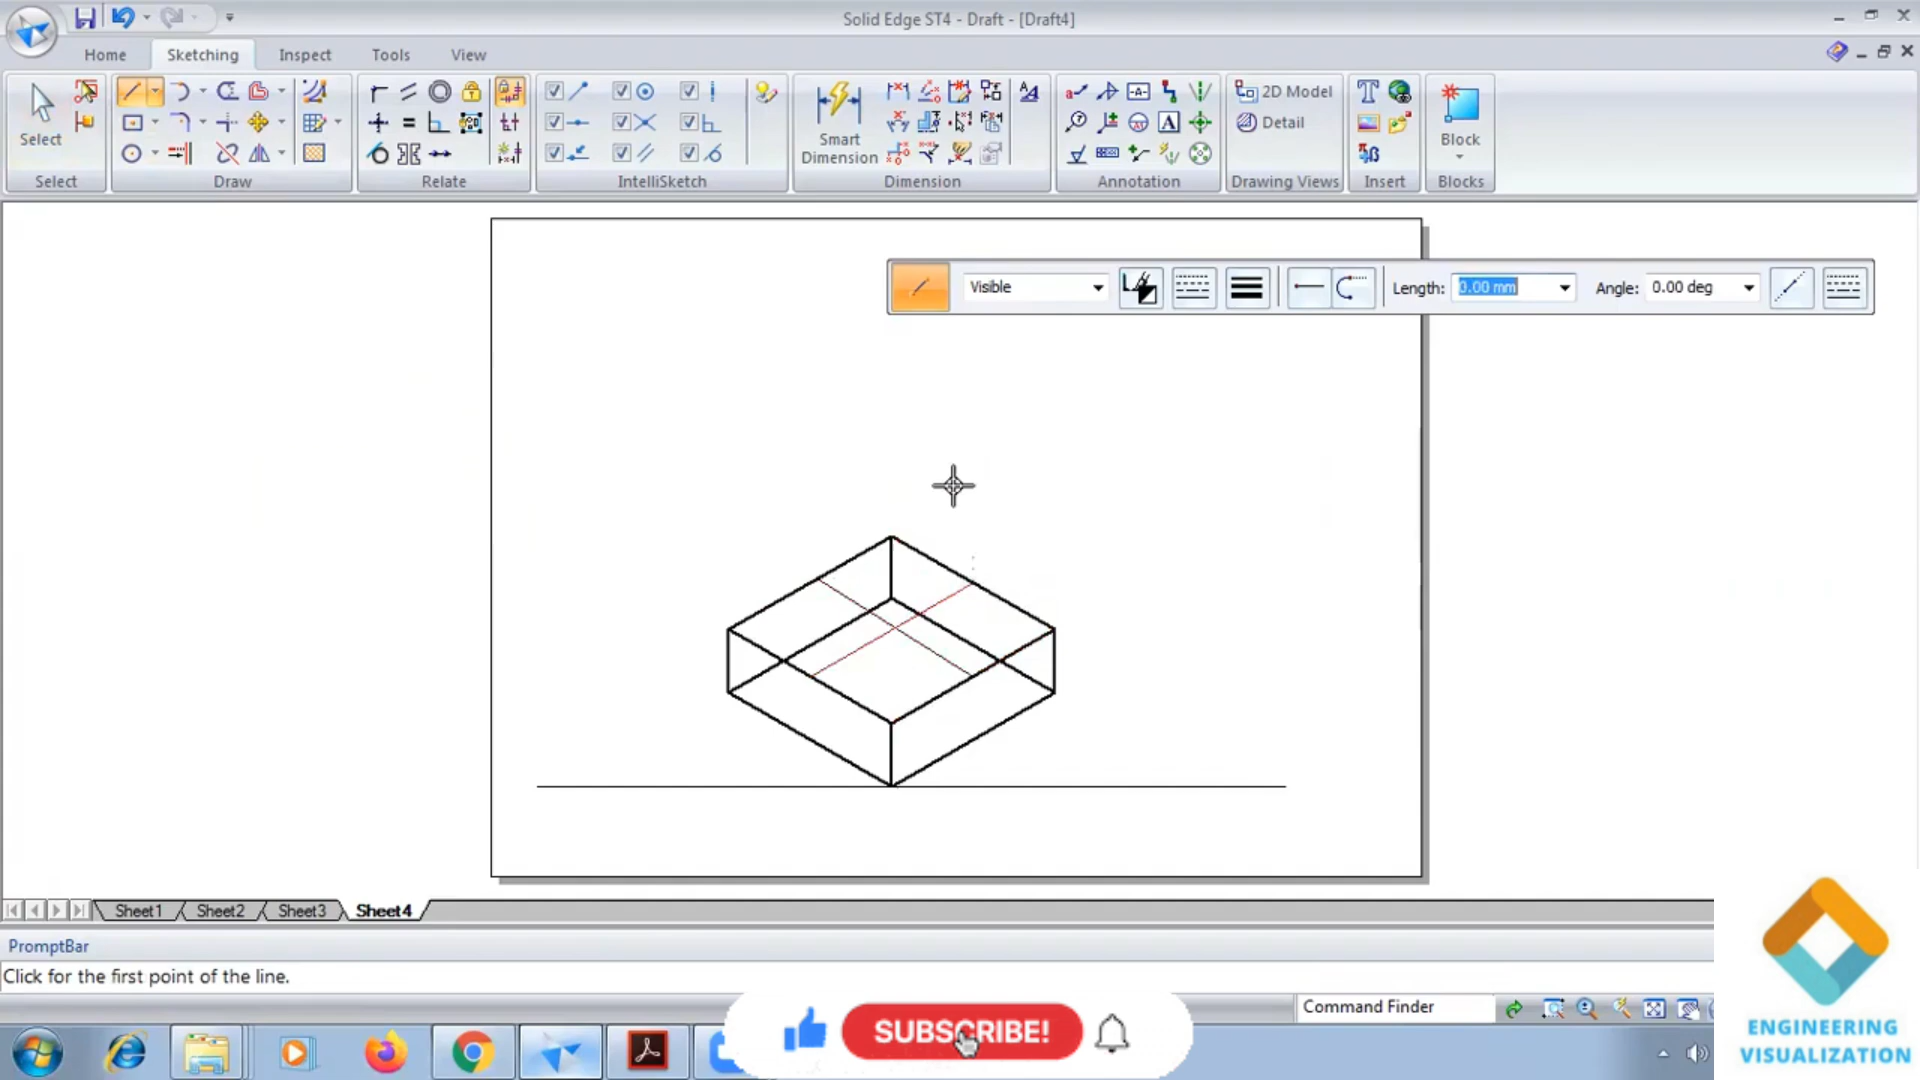 Solid Edge ST4 - Draft - [Draft4]
Home Sketching Inspect Tools View
Select
Smart
Dimension
2D Model
Detail
Block
Select Draw Relate IntelliSketch Dimension Annotation Drawing Views Insert Blocks
Visible Length: 0.00 mm Angle: 0.00 deg
Sheet1 Sheet2 Sheet3 Sheet4
PromptBar
Click for the first point of the line.
Command Finder
SUBSCRIBE!
ENGINEERING
VISUALIZATION